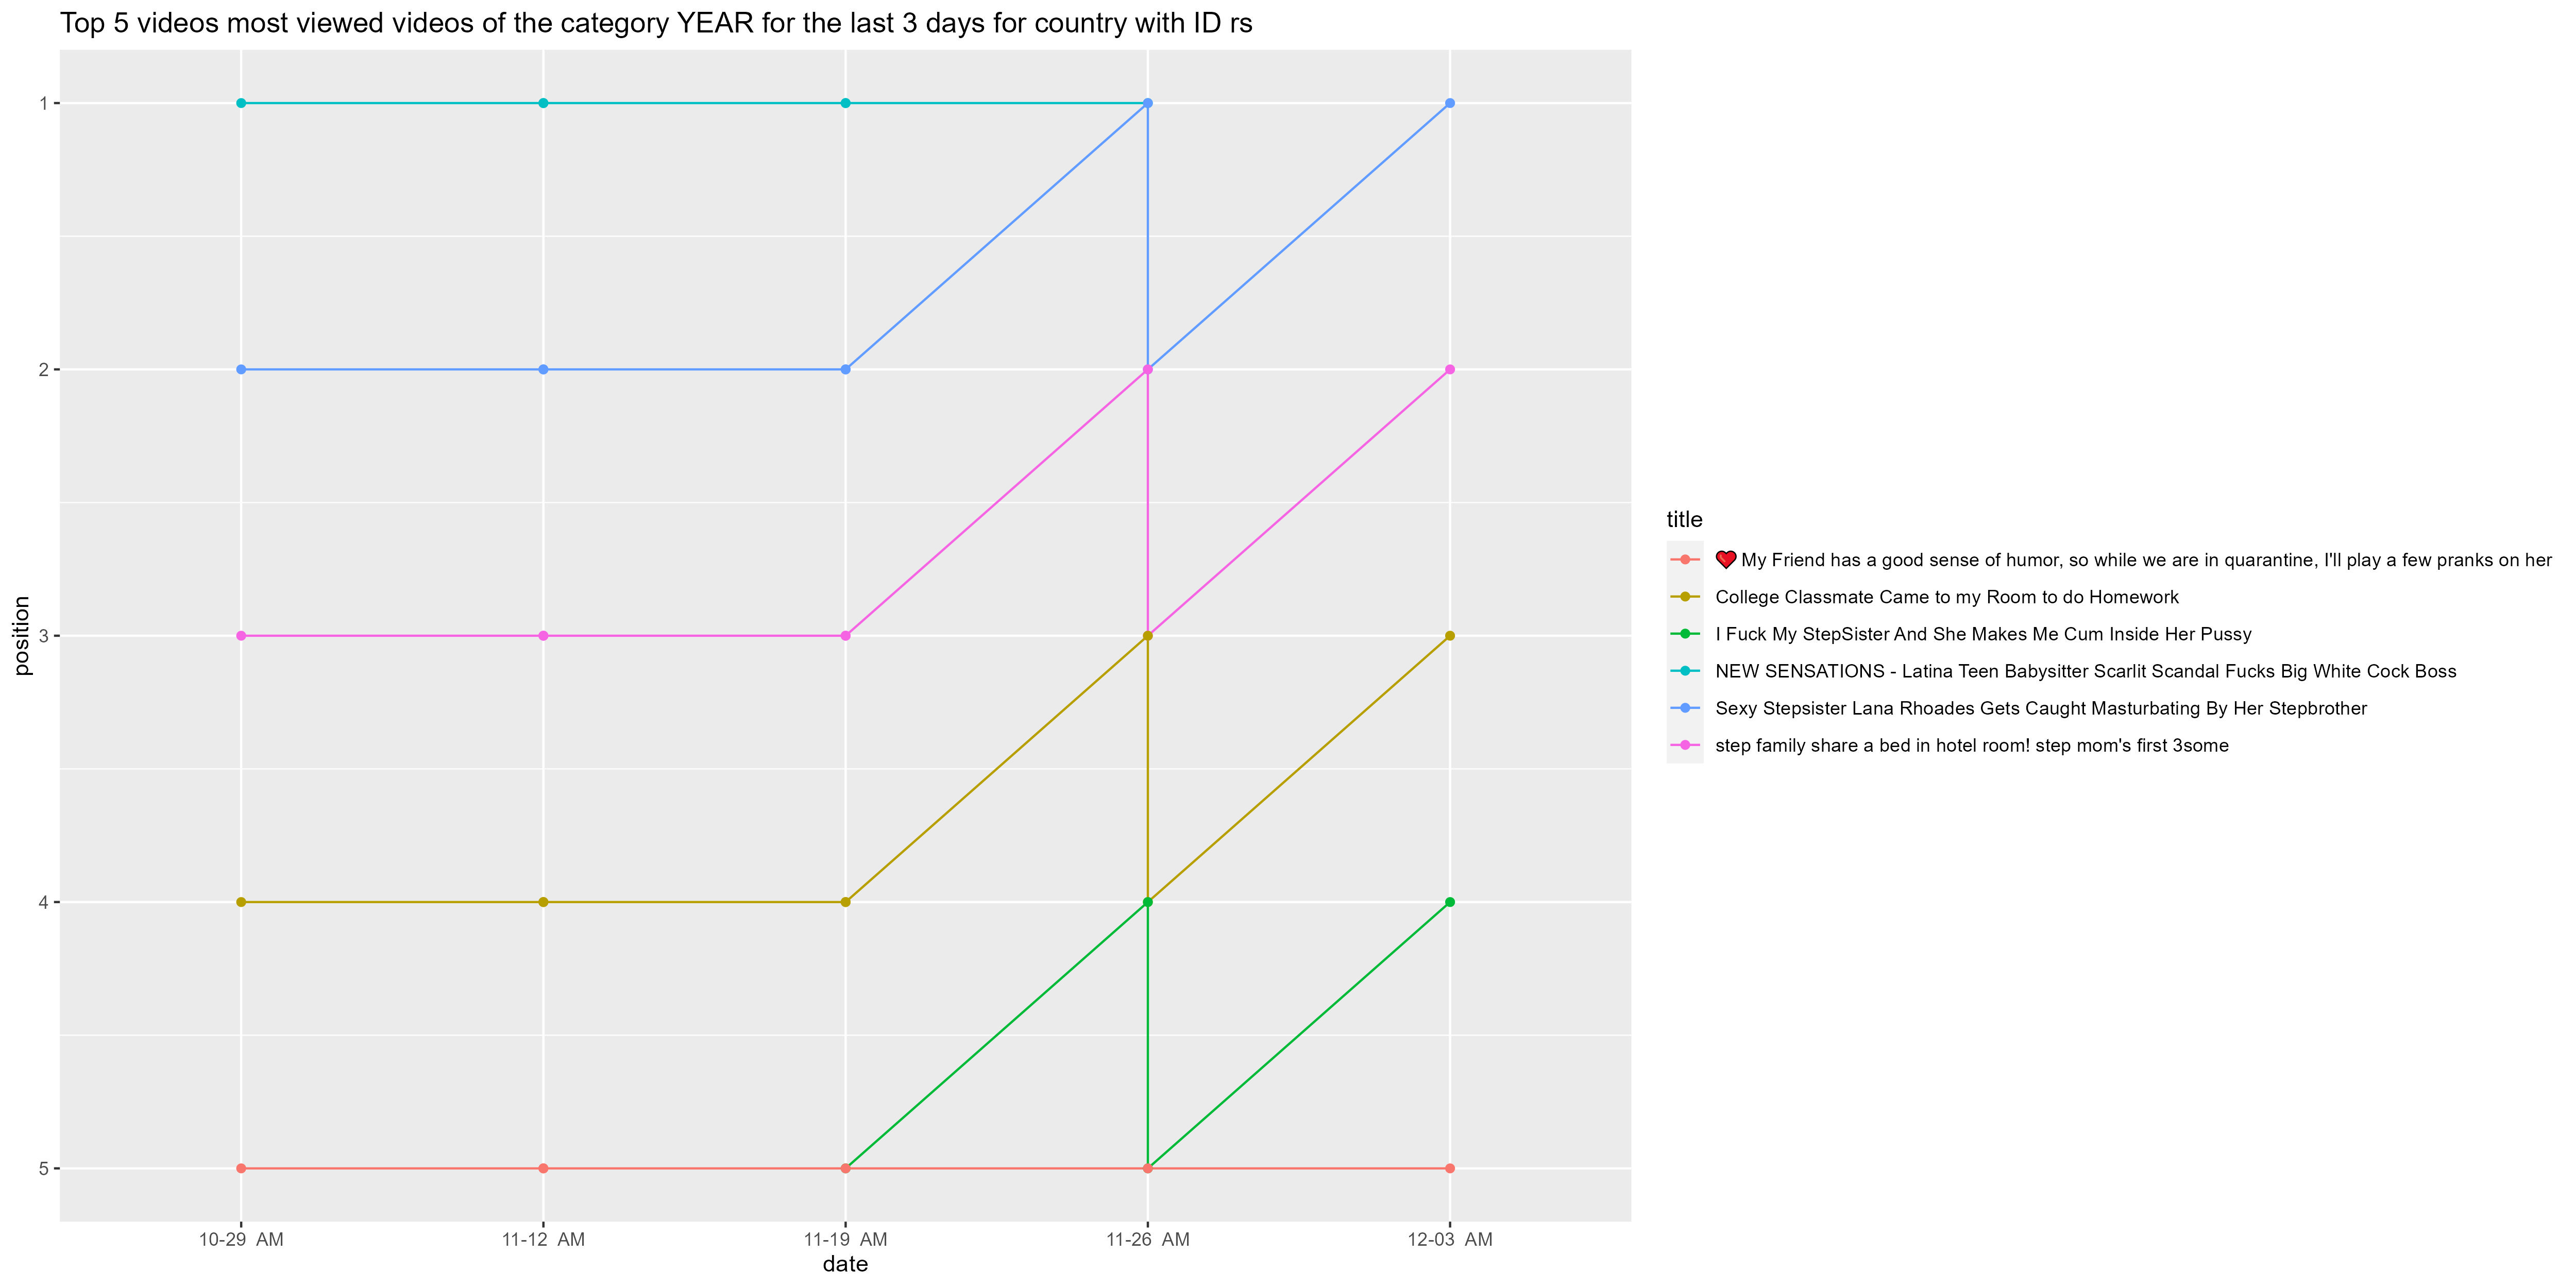 Top 5 videos most viewed videos of the category YEAR for the last 3 days for country with ID rs
position
1
2
3
4
5
10-29 AM
11-12 AM
11-19 AM
11-26 AM
12-03 AM
date
title
❤ My Friend has a good sense of humor, so while we are in quarantine, I'll play a few pranks on her
College Classmate Came to my Room to do Homework
I Fuck My StepSister And She Makes Me Cum Inside Her Pussy
NEW SENSATIONS - Latina Teen Babysitter Scarlit Scandal Fucks Big White Cock Boss
Sexy Stepsister Lana Rhoades Gets Caught Masturbating By Her Stepbrother
step family share a bed in hotel room! step mom's first 3some